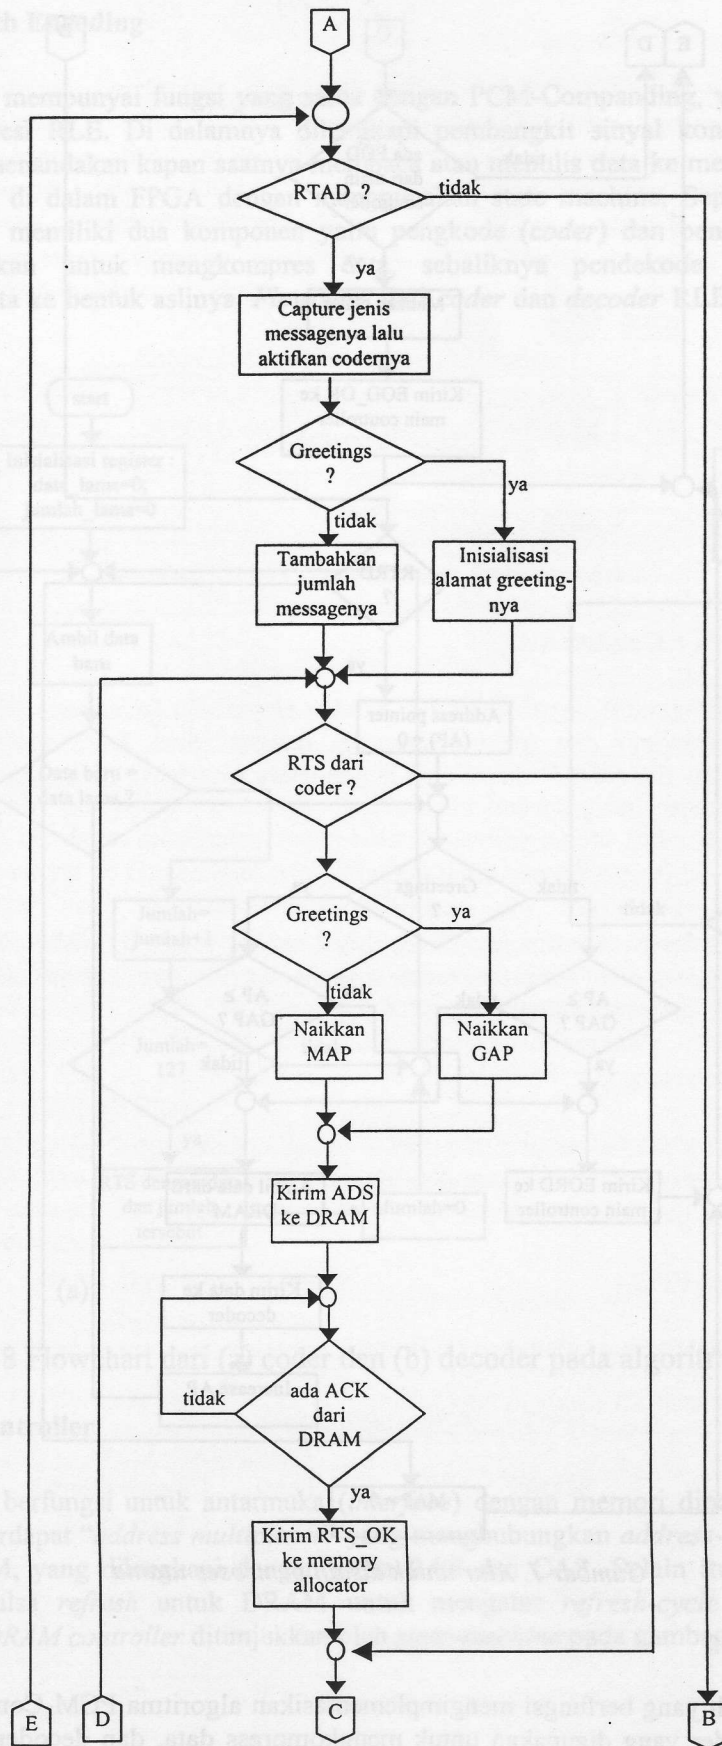 A
RTAD ?
tidak
ya
Capture jenis
messagenya lalu
aktifkan codernya
Greetings
?
ya
tidak
Tambahkan
jumlah
messagenya
Inisialisasi
alamat greeting-
nya
RTS dari
coder ?
Greetings
?
ya
tidak
Naikkan
MAP
Naikkan
GAP
Kirim ADS
ke DRAM
tidak
ada ACK
dari
DRAM
ya
Kirim RTS_OK
ke memory
allocator
E
D
C
B